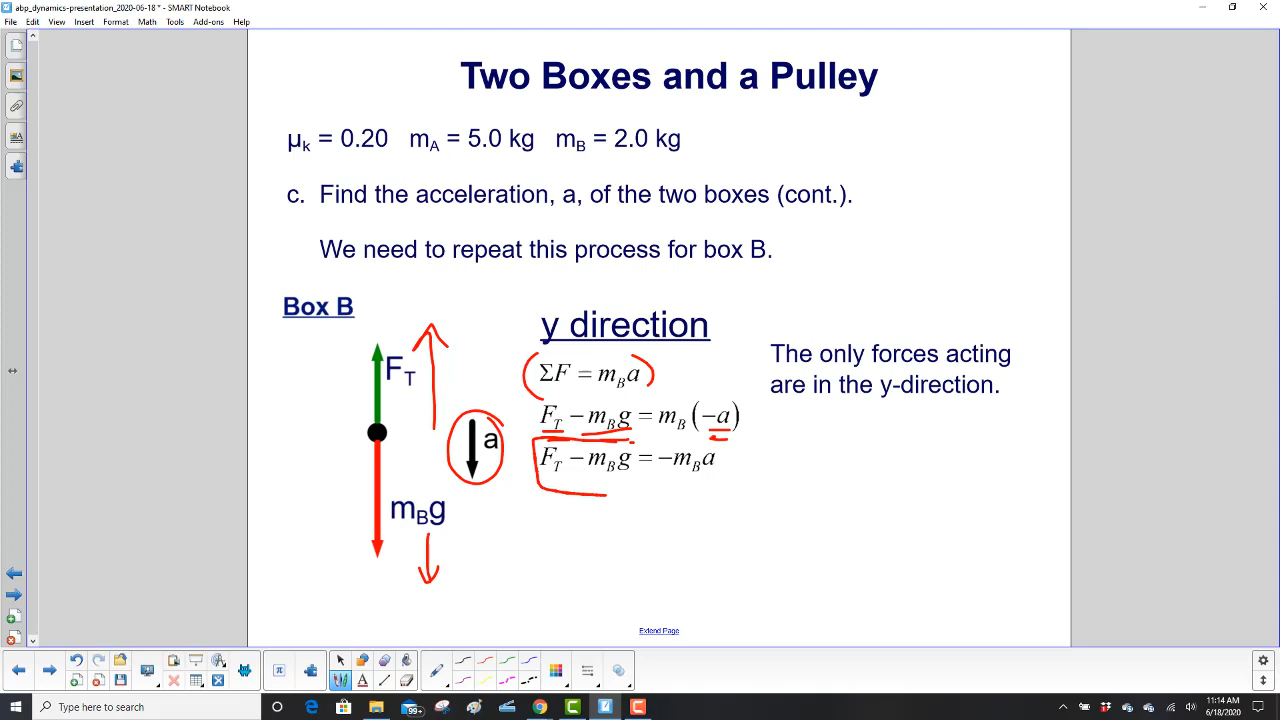 abp_dynamics-presentation_2020-06-18 * - SMART Notebook
File Edit View Insert Format Math Tools Add-ons Help
Two Boxes and a Pulley
μk = 0.20 mA = 5.0 kg mB = 2.0 kg
c. Find the acceleration, a, of the two boxes (cont.).
We need to repeat this process for box B.
Box B
y direction
FT
ΣF = mBa
The only forces acting
are in the y-direction.
FT − mBg = mB(−a)
a
FT − mBg = −mBa
mBg
Extend Page
Type here to search
99+
11:14 AM
6/18/2020